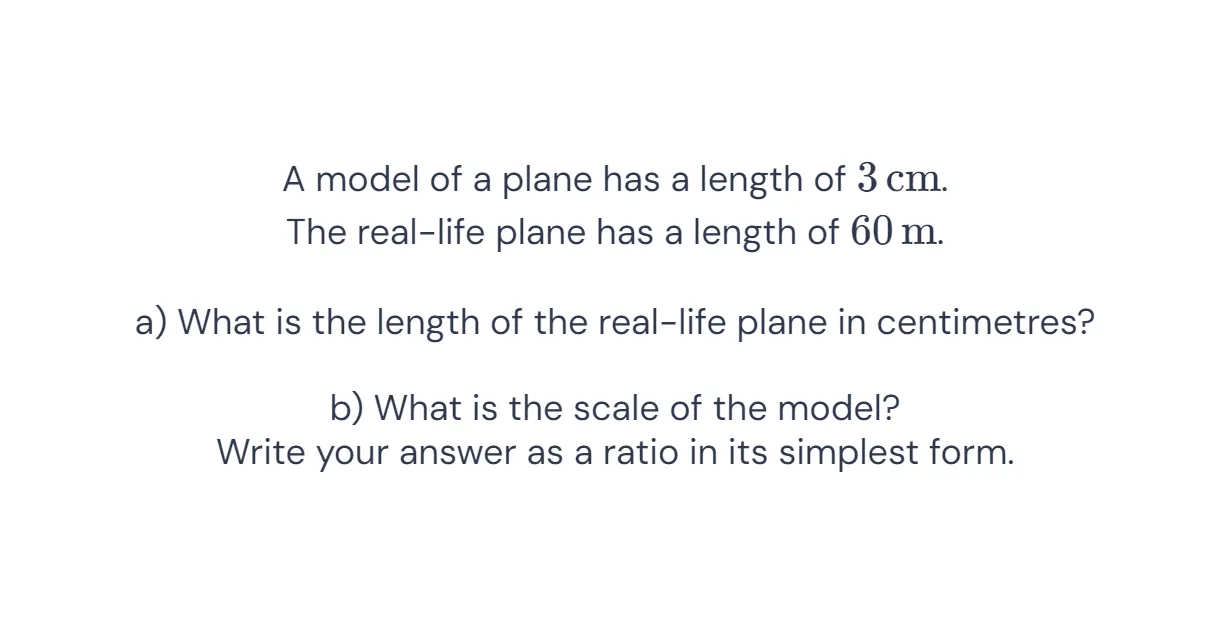 A model of a plane has a length of 3 cm.
The real-life plane has a length of 60 m.
a) What is the length of the real-life plane in centimetres?
b) What is the scale of the model?
Write your answer as a ratio in its simplest form.